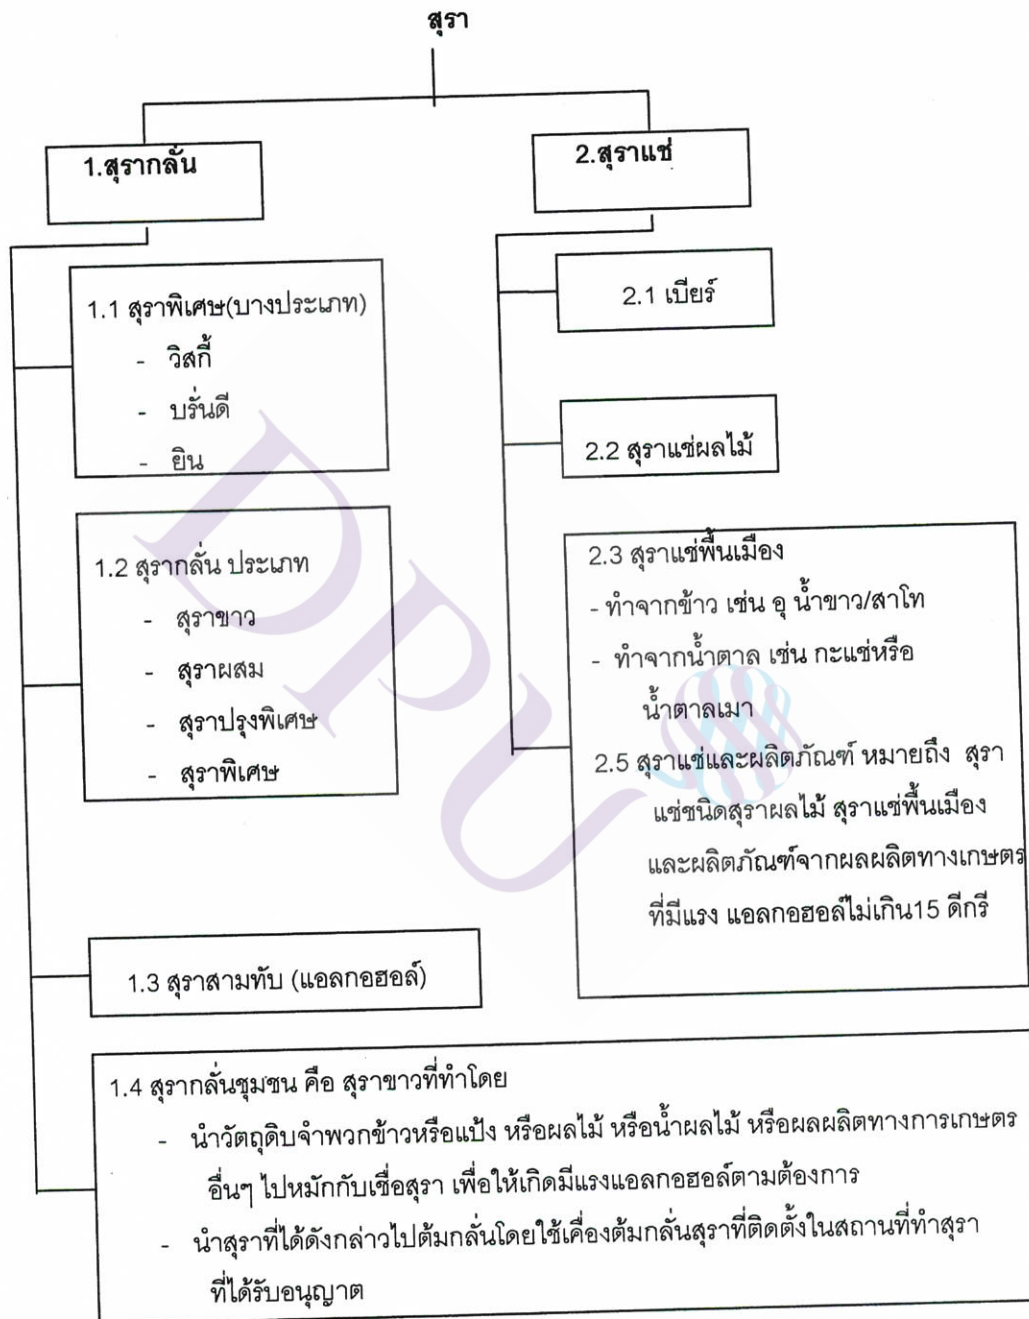 สุรา
1.สุรากลั่น
2.สุราแช่
1.1 สุราพิเศษ(บางประเภท)
- วิสกี้
- บรั่นดี
- ยิน
1.2 สุรากลั่น ประเภท
- สุราขาว
- สุราผสม
- สุราปรุงพิเศษ
- สุราพิเศษ
1.3 สุราสามทับ (แอลกอฮอล์)
1.4 สุรากลั่นชุมชน คือ สุราขาวที่ทำโดย
- นำวัตถุดิบจำพวกข้าวหรือแป้ง หรือผลไม้ หรือน้ำผลไม้ หรือผลผลิตทางการเกษตร
อื่นๆ ไปหมักกับเชื่อสุรา เพื่อให้เกิดมีแรงแอลกอฮอล์ตามต้องการ
- นำสุราที่ได้ดังกล่าวไปต้มกลั่นโดยใช้เคื่องต้มกลั่นสุราที่ติดตั้งในสถานที่ทำสุรา
ที่ได้รับอนุญาต
2.1 เบียร์
2.2 สุราแช่ผลไม้
2.3 สุราแช่พื้นเมือง
- ทำจากข้าว เช่น อุ น้ำขาว/สาโท
- ทำจากน้ำตาล เช่น กะแช่หรือ
น้ำตาลเมา
2.5 สุราแช่และผลิตภัณฑ์ หมายถึง สุรา
แช่ชนิดสุราผลไม้ สุราแช่พื้นเมือง
และผลิตภัณฑ์จากผลผลิตทางเกษตร
ที่มีแรง แอลกอฮอล์ไม่เกิน15 ดีกรี
DPU